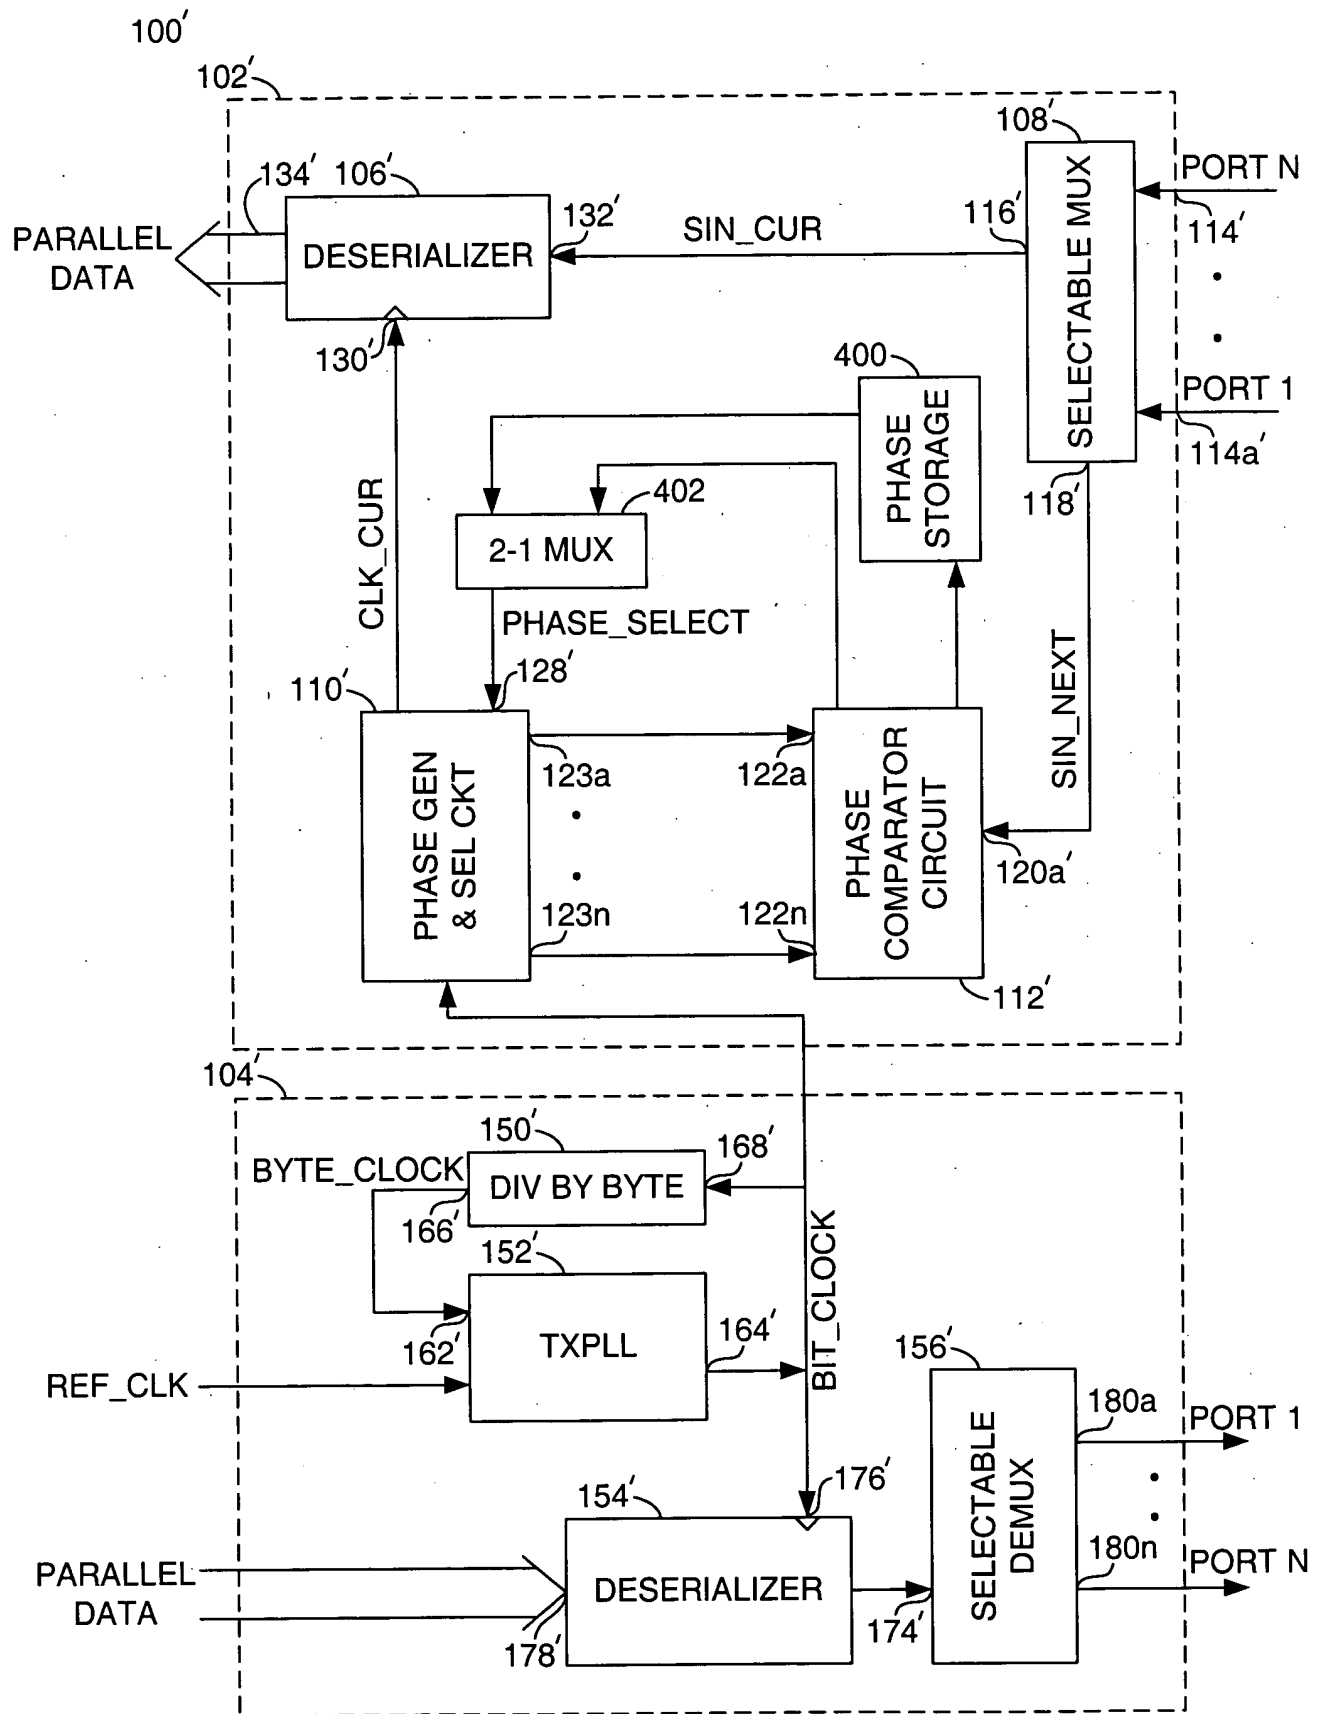 100′
102′
108′
PORT N
134′
106′
132′
SIN_CUR
116′
114′
SELECTABLE MUX
PARALLEL
DATA
DESERIALIZER
130′
400
PORT 1
114a′
118′
PHASE
STORAGE
CLK_CUR
402
2-1 MUX
PHASE_SELECT
SIN_NEXT
110′
128′
123a
122a
PHASE GEN
& SEL CKT
PHASE
COMPARATOR
CIRCUIT
120a′
123n
122n
112′
104′
150′
168′
BYTE_CLOCK
DIV BY BYTE
166′
152′
BIT_CLOCK
162′
TXPLL
164′
REF_CLK
156′
180a
PORT 1
SELECTABLE
DEMUX
154′
176′
180n
PORT N
PARALLEL
DATA
DESERIALIZER
178′
174′